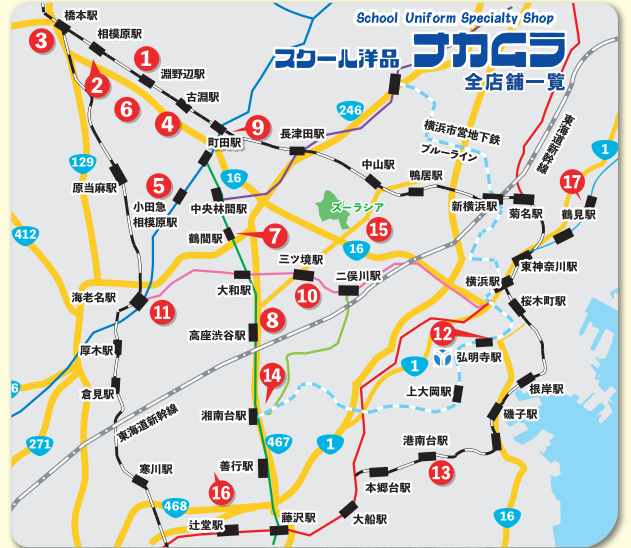 School Uniform Specialty Shop
スクール洋品 ナカムラ
全店舗一覧
橋本駅
3
相模原駅
1
2
淵野辺駅
6
古淵駅
4
9
町田駅
246
長津田駅
横浜市営地下鉄
ブルーライン
東海道新幹線
1
129
原当麻駅
5
16
中山駅
鴨居駅
17
小田急
相模原駅
中央林間駅
ズーラシア
新横浜駅
菊名駅
鶴見駅
412
鶴間駅
7
15
16
三ツ境駅
二俣川駅
東神奈川駅
海老名駅
大和駅
10
横浜駅
11
8
桜木町駅
高座渋谷駅
12
厚木駅
弘明寺駅
1
倉見駅
14
上大岡駅
根岸駅
6
東海道新幹線
湘南台駅
磯子駅
271
467
1
港南台駅
寒川駅
善行駅
13
16
本郷台駅
468
16
辻堂駅
藤沢駅
大船駅